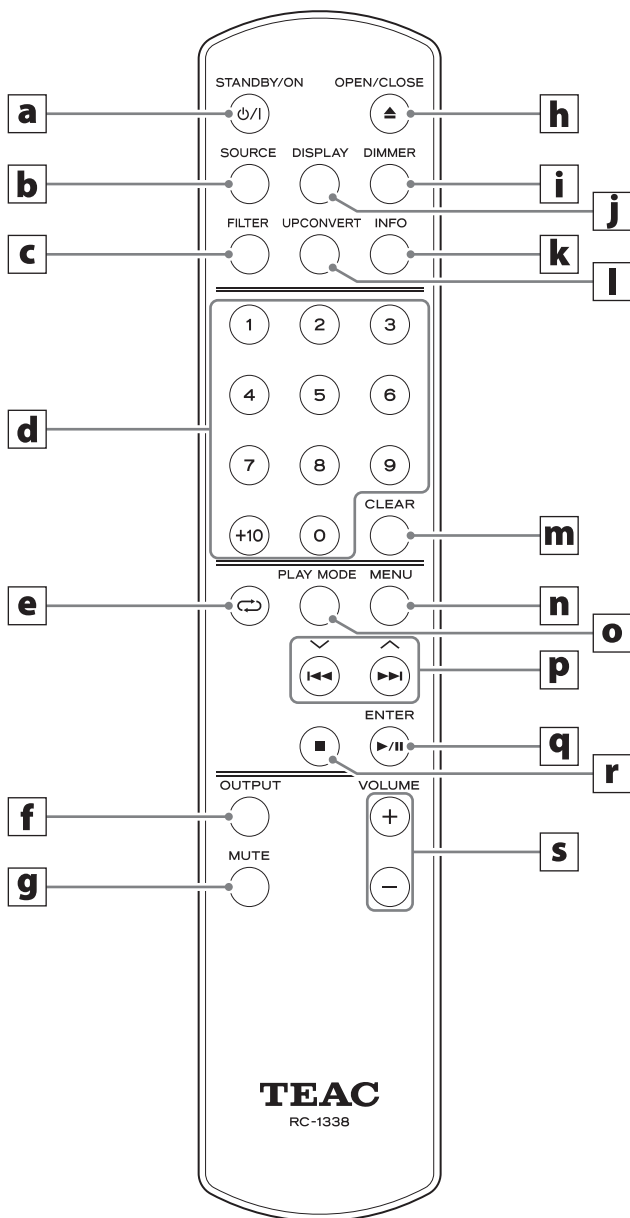 STANDBY/ON OPEN/CLOSE
a h
SOURCE DISPLAY DIMMER
b i
j
FILTER UPCONVERT INFO
c k
l
1 2 3
4 5 6
d
7 8 9
CLEAR
+10 0
m
PLAY MODE MENU
e n
o
p
ENTER
q
r
OUTPUT VOLUME
f + s
MUTE
g −
TEAC
RC-1338